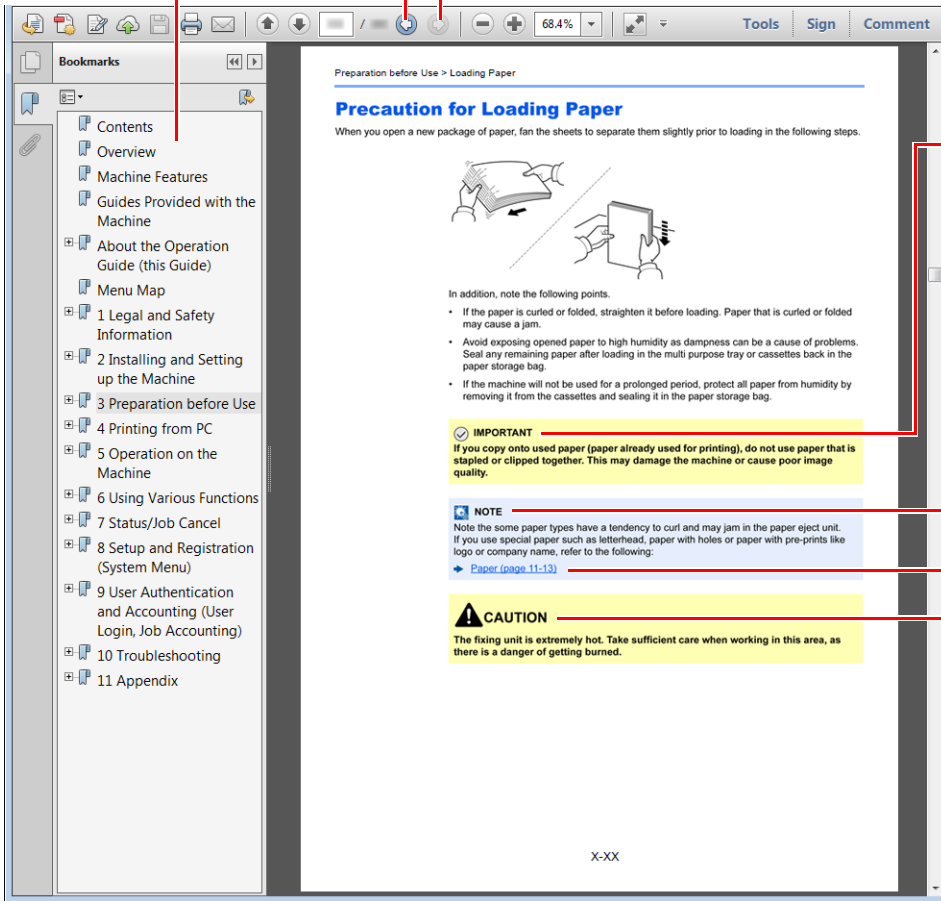 /
68.4%
Tools
Sign
Comment
Bookmarks
Contents
Overview
Machine Features
Guides Provided with the
Machine
About the Operation
Guide (this Guide)
Menu Map
1 Legal and Safety
Information
2 Installing and Setting
up the Machine
3 Preparation before Use
4 Printing from PC
5 Operation on the
Machine
6 Using Various Functions
7 Status/Job Cancel
8 Setup and Registration
(System Menu)
9 User Authentication
and Accounting (User
Login, Job Accounting)
10 Troubleshooting
11 Appendix
Preparation before Use > Loading Paper
Precaution for Loading Paper
When you open a new package of paper, fan the sheets to separate them slightly prior to loading in the following steps.
In addition, note the following points.
• If the paper is curled or folded, straighten it before loading. Paper that is curled or folded
may cause a jam.
• Avoid exposing opened paper to high humidity as dampness can be a cause of problems.
Seal any remaining paper after loading in the multi purpose tray or cassettes back in the
paper storage bag.
• If the machine will not be used for a prolonged period, protect all paper from humidity by
removing it from the cassettes and sealing it in the paper storage bag.
IMPORTANT
If you copy onto used paper (paper already used for printing), do not use paper that is
stapled or clipped together. This may damage the machine or cause poor image
quality.
NOTE
Note the some paper types have a tendency to curl and may jam in the paper eject unit.
If you use special paper such as letterhead, paper with holes or paper with pre-prints like
logo or company name, refer to the following:
Paper (page 11-13)
CAUTION
The fixing unit is extremely hot. Take sufficient care when working in this area, as
there is a danger of getting burned.
X-XX